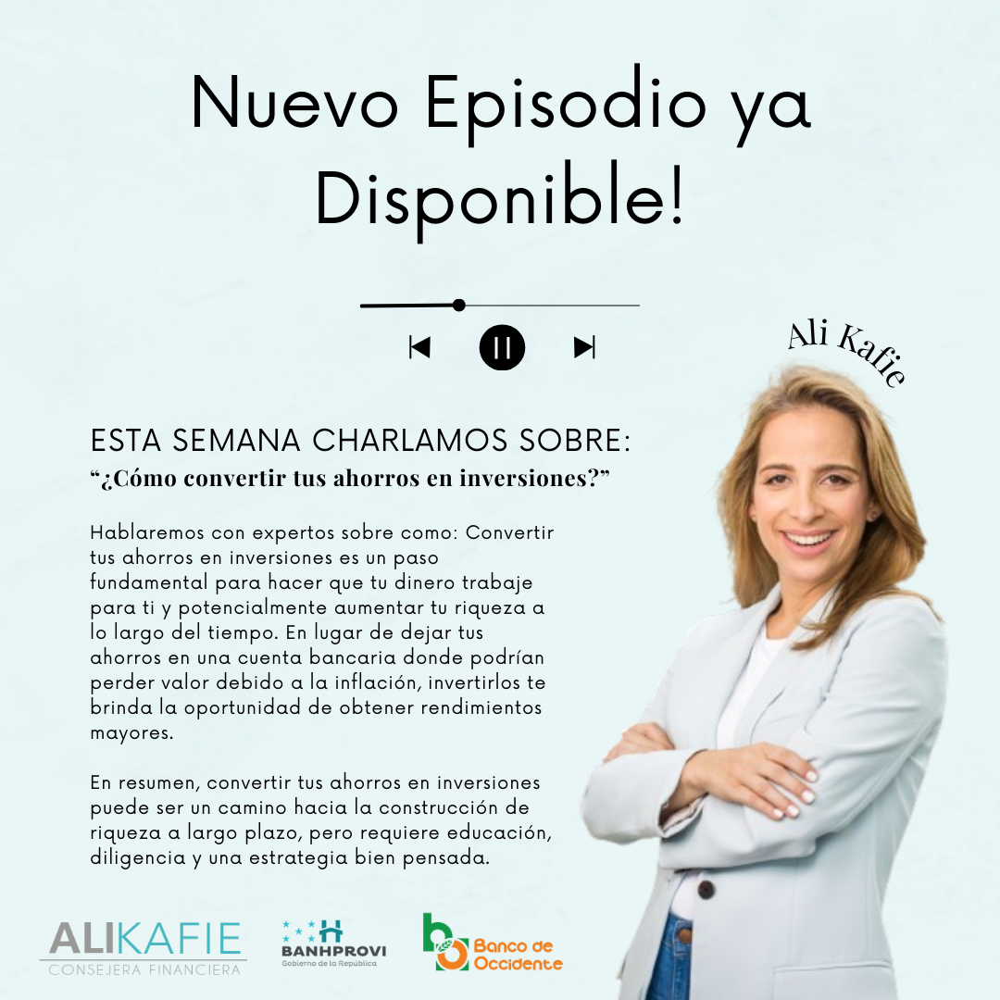 Nuevo Episodio ya
Disponible!
Ali Kafie
ESTA SEMANA CHARLAMOS SOBRE:
“¿Cómo convertir tus ahorros en inversiones?”
Hablaremos con expertos sobre como: Convertir
tus ahorros en inversiones es un paso
fundamental para hacer que tu dinero trabaje
para ti y potencialmente aumentar tu riqueza a
lo largo del tiempo. En lugar de dejar tus
ahorros en una cuenta bancaria donde podrían
perder valor debido a la inflación, invertirlos te
brinda la oportunidad de obtener rendimientos
mayores.
En resumen, convertir tus ahorros en inversiones
puede ser un camino hacia la construcción de
riqueza a largo plazo, pero requiere educación,
diligencia y una estrategia bien pensada.
ALIKAFIE
CONSEJERA FINANCIERA
BANHPROVI
Gobierno de la República
Banco de
Occidente